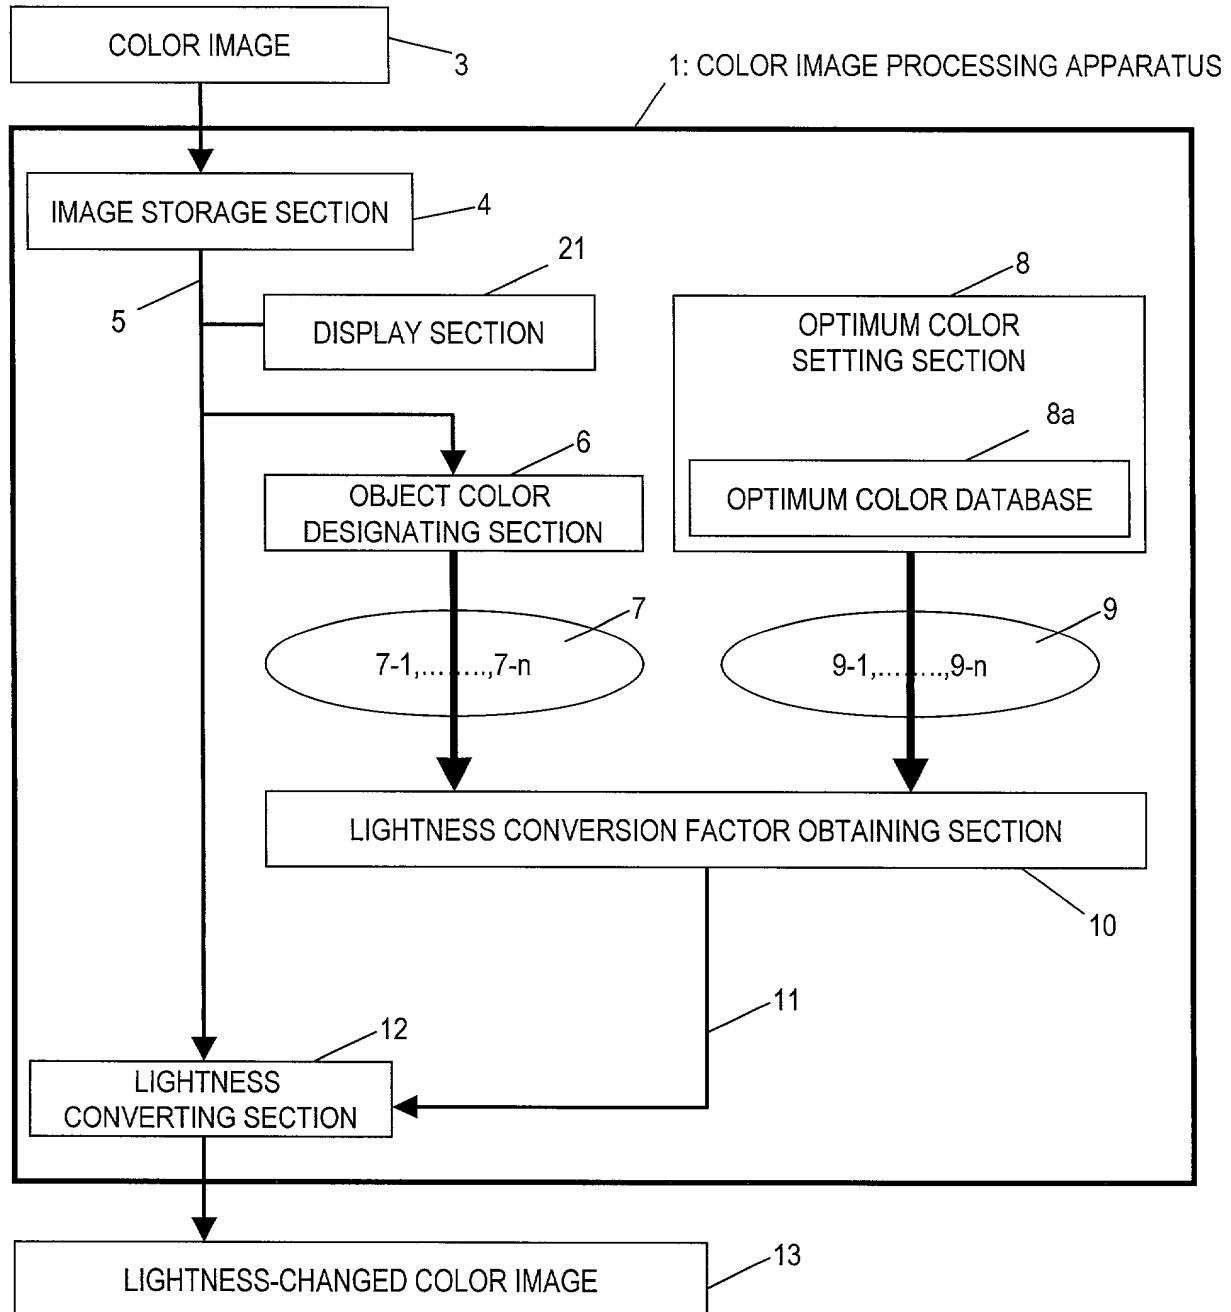 COLOR IMAGE
3
1: COLOR IMAGE PROCESSING APPARATUS
IMAGE STORAGE SECTION
4
5
21
DISPLAY SECTION
8
OPTIMUM COLOR
SETTING SECTION
8a
OPTIMUM COLOR DATABASE
6
OBJECT COLOR
DESIGNATING SECTION
7
7-1,........,7-n
9
9-1,........,9-n
LIGHTNESS CONVERSION FACTOR OBTAINING SECTION
10
11
12
LIGHTNESS
CONVERTING SECTION
LIGHTNESS-CHANGED COLOR IMAGE
13